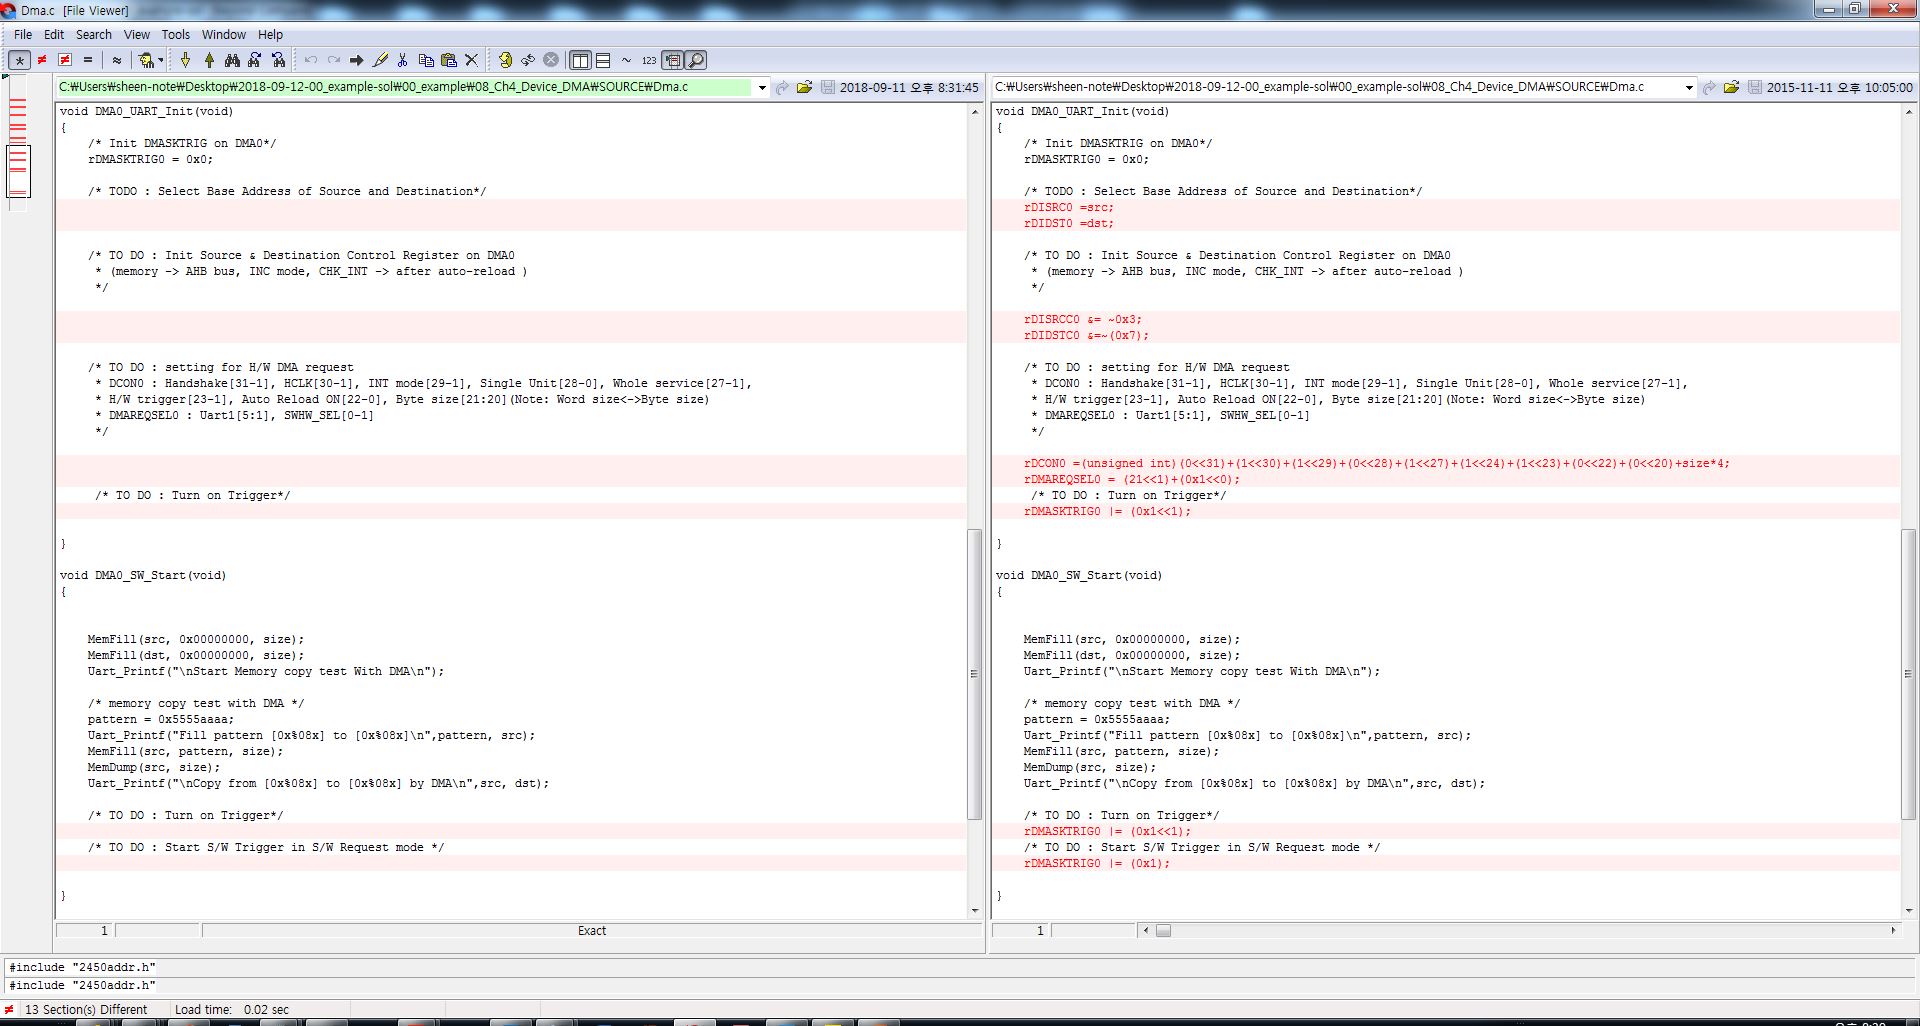 Dma.c  [File Viewer]
File Edit Search View Tools Window Help
C:₩Users₩sheen-note₩Desktop₩2018-09-12-00_example-sol₩00_example₩08_Ch4_Device_DMA₩SOURCE₩Dma.c
2018-09-11 오후 8:31:45
void DMA0_UART_Init(void)
{
/* Init DMASKTRIG on DMA0*/
rDMASKTRIG0 = 0x0;
/* TODO : Select Base Address of Source and Destination*/
/* TO DO : Init Source & Destination Control Register on DMA0
* (memory -> AHB bus, INC mode, CHK_INT -> after auto-reload )
*/
/* TO DO : setting for H/W DMA request
* DCON0 : Handshake[31-1], HCLK[30-1], INT mode[29-1], Single Unit[28-0], Whole service[27-1],
* H/W trigger[23-1], Auto Reload ON[22-0], Byte size[21:20](Note: Word size<->Byte size)
* DMAREQSEL0 : Uart1[5:1], SWHW_SEL[0-1]
*/
/* TO DO : Turn on Trigger*/
}
void DMA0_SW_Start(void)
{
MemFill(src, 0x00000000, size);
MemFill(dst, 0x00000000, size);
Uart_Printf("\nStart Memory copy test With DMA\n");
/* memory copy test with DMA */
pattern = 0x5555aaaa;
Uart_Printf("Fill pattern [0x%08x] to [0x%08x]\n",pattern, src);
MemFill(src, pattern, size);
MemDump(src, size);
Uart_Printf("\nCopy from [0x%08x] to [0x%08x] by DMA\n",src, dst);
/* TO DO : Turn on Trigger*/
/* TO DO : Start S/W Trigger in S/W Request mode */
}
1
Exact
C:₩Users₩sheen-note₩Desktop₩2018-09-12-00_example-sol₩00_example-sol₩08_Ch4_Device_DMA₩SOURCE₩Dma.c
2015-11-11 오후 10:05:00
void DMA0_UART_Init(void)
{
/* Init DMASKTRIG on DMA0*/
rDMASKTRIG0 = 0x0;
/* TODO : Select Base Address of Source and Destination*/
rDISRC0 =src;
rDIDST0 =dst;
/* TO DO : Init Source & Destination Control Register on DMA0
* (memory -> AHB bus, INC mode, CHK_INT -> after auto-reload )
*/
rDISRCC0 &= ~0x3;
rDIDSTC0 &=~(0x7);
/* TO DO : setting for H/W DMA request
* DCON0 : Handshake[31-1], HCLK[30-1], INT mode[29-1], Single Unit[28-0], Whole service[27-1],
* H/W trigger[23-1], Auto Reload ON[22-0], Byte size[21:20](Note: Word size<->Byte size)
* DMAREQSEL0 : Uart1[5:1], SWHW_SEL[0-1]
*/
rDCON0 =(unsigned int)(0<<31)+(1<<30)+(1<<29)+(0<<28)+(1<<27)+(1<<24)+(1<<23)+(0<<22)+(0<<20)+size*4;
rDMAREQSEL0 = (21<<1)+(0x1<<0);
/* TO DO : Turn on Trigger*/
rDMASKTRIG0 |= (0x1<<1);
}
void DMA0_SW_Start(void)
{
MemFill(src, 0x00000000, size);
MemFill(dst, 0x00000000, size);
Uart_Printf("\nStart Memory copy test With DMA\n");
/* memory copy test with DMA */
pattern = 0x5555aaaa;
Uart_Printf("Fill pattern [0x%08x] to [0x%08x]\n",pattern, src);
MemFill(src, pattern, size);
MemDump(src, size);
Uart_Printf("\nCopy from [0x%08x] to [0x%08x] by DMA\n",src, dst);
/* TO DO : Turn on Trigger*/
rDMASKTRIG0 |= (0x1<<1);
/* TO DO : Start S/W Trigger in S/W Request mode */
rDMASKTRIG0 |= (0x1);
}
1
#include "2450addr.h"
#include "2450addr.h"
13 Section(s) Different
Load time: 0.02 sec